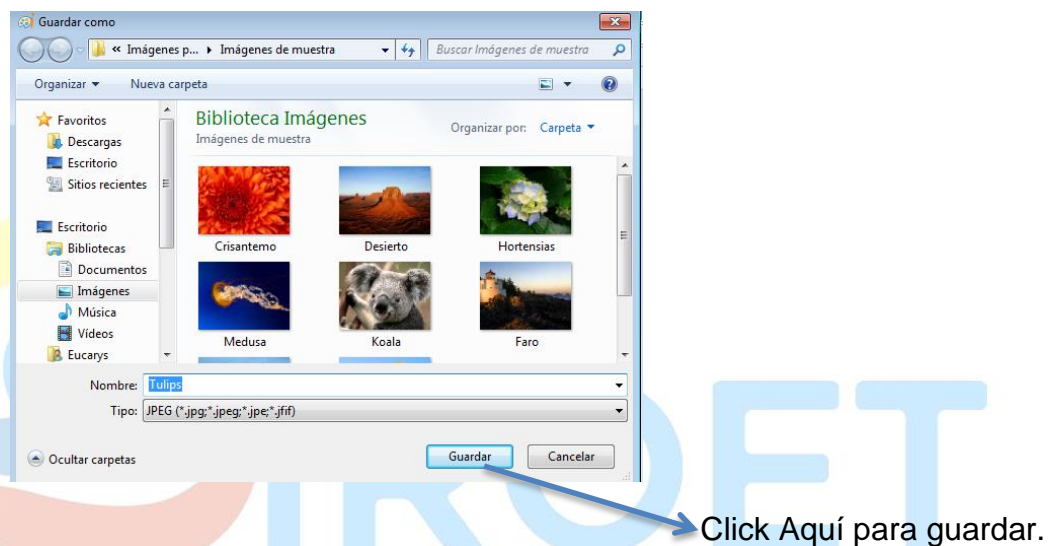 Guardar como
« Imágenes p... Imágenes de muestra
Buscar Imágenes de muestra
Organizar
Nueva carpeta
Favoritos
Descargas
Escritorio
Sitios recientes
Escritorio
Bibliotecas
Documentos
Imágenes
Música
Vídeos
Eucarys
Biblioteca Imágenes
Imágenes de muestra
Organizar por: Carpeta
Crisantemo
Desierto
Hortensias
Medusa
Koala
Faro
Nombre: Tulips
Tipo: JPEG (*.jpg;*.jpeg;*.jpe;*.jfif)
Ocultar carpetas
Guardar
Cancelar
Click Aquí para guardar.